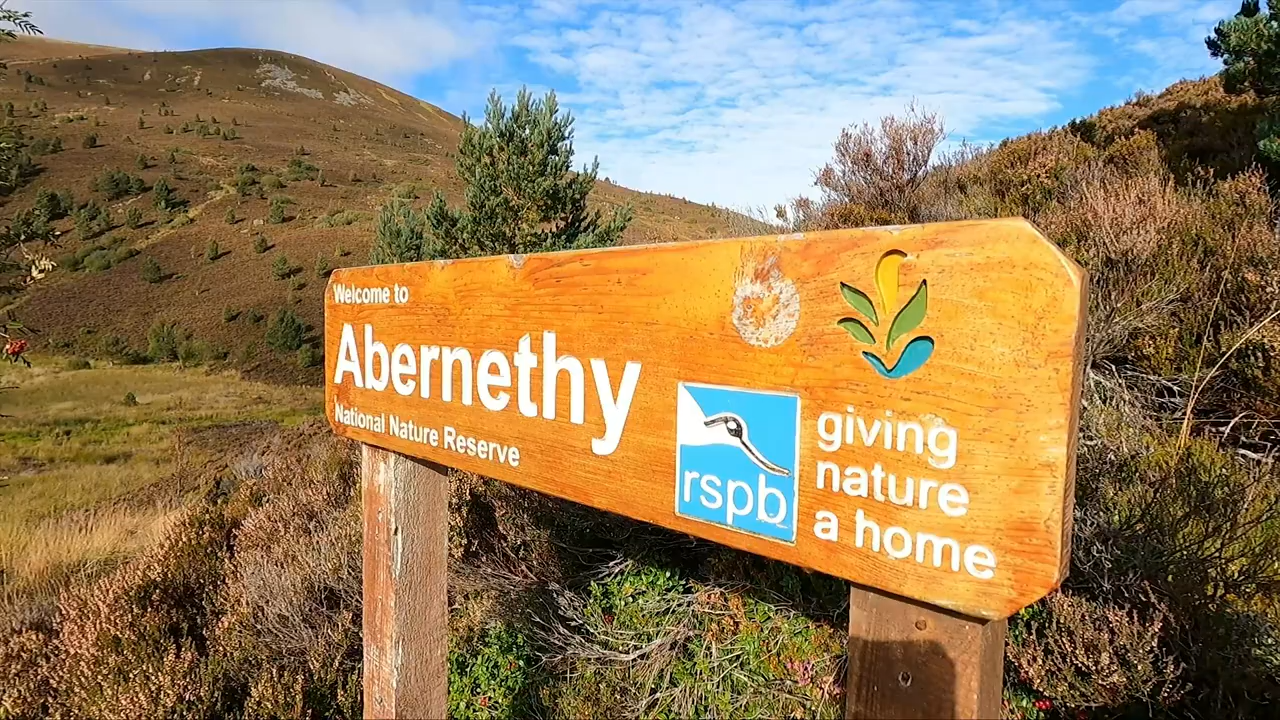 Welcome to
Abernethy
National Nature Reserve
rspb
giving
nature
a home